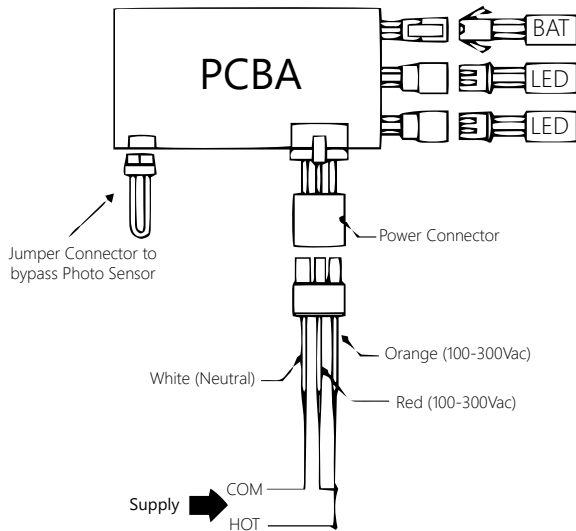 PCBA
BAT
LED
LED
Jumper Connector to
bypass Photo Sensor
Power Connector
Orange (100-300Vac)
White (Neutral)
Red (100-300Vac)
COM
Supply
HOT